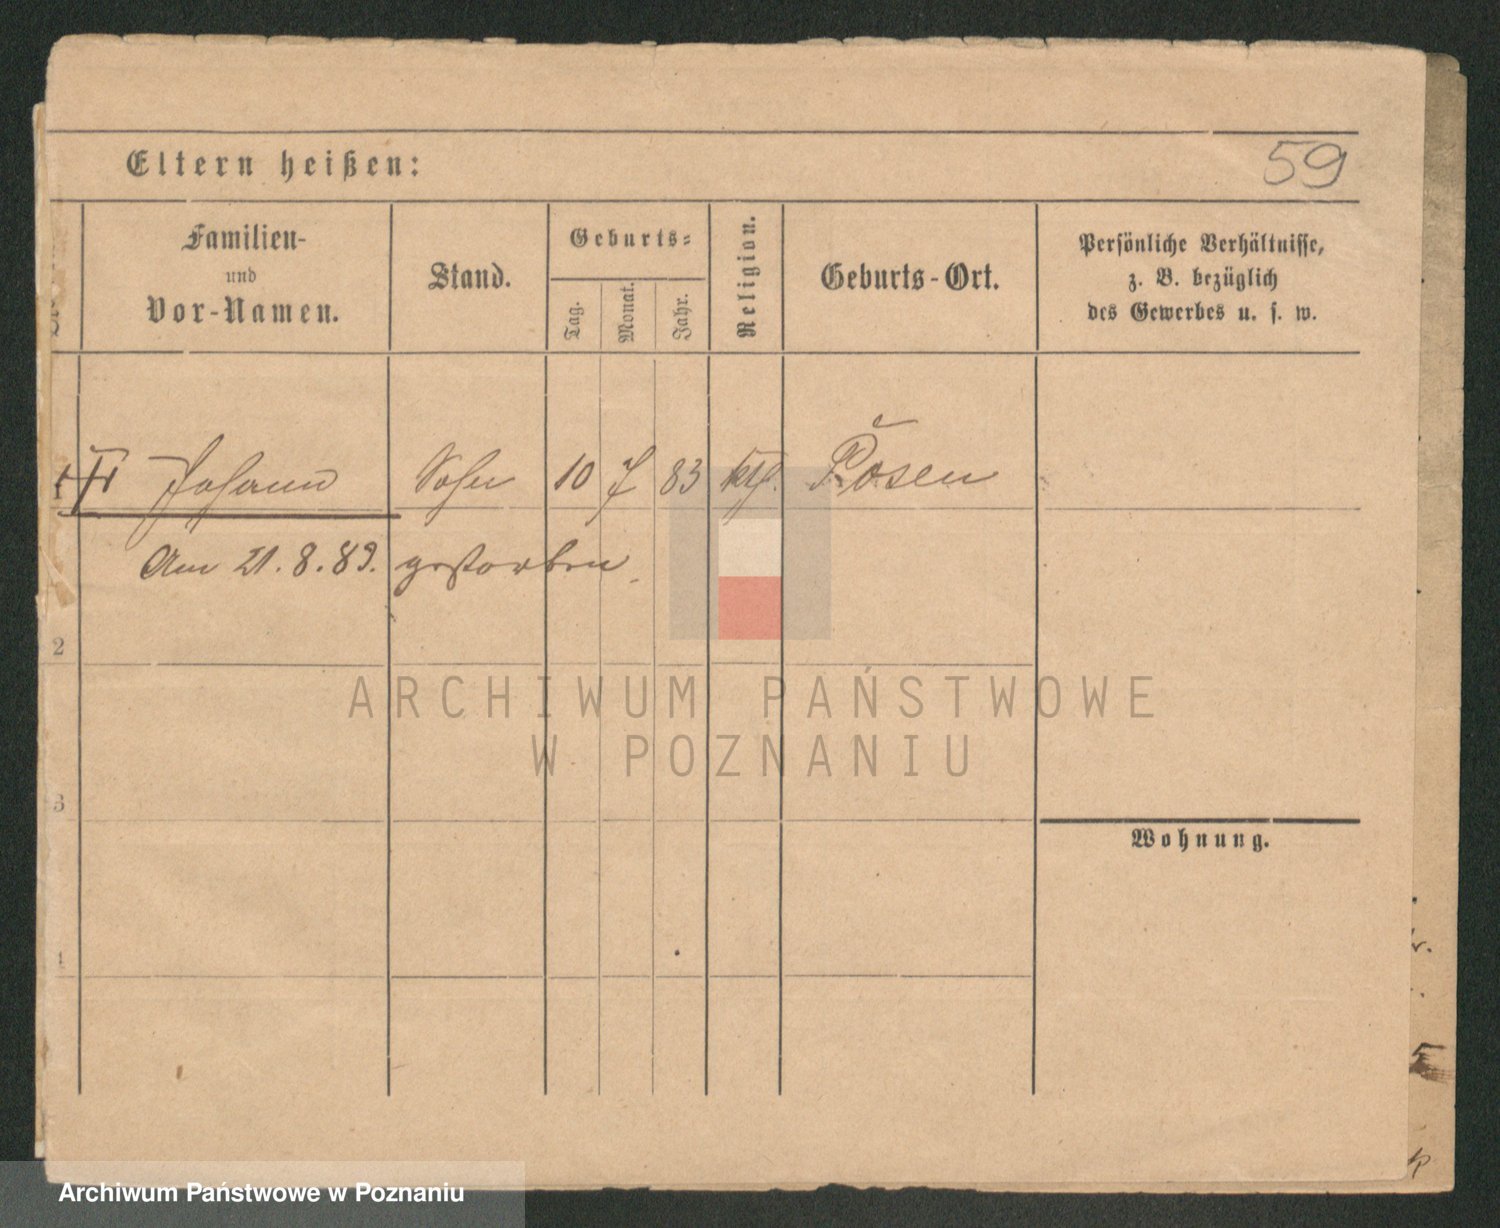 Eltern heißen:
59
Familien-
und
Vor-Namen.
Stand.
Geburts-
Tag.
Monat.
Jahr.
Religion.
Geburts-Ort.
Persönliche Verhältnisse,
z. B. bezüglich
des Gewerbes u. s. w.
1 Johann Sohn 10 7 83 kth. Posen
Am 21. 8. 83. gestorben.
2
3
4
Wohnung.
ARCHIWUM PAŃSTWOWE
W POZNANIU
Archiwum Państwowe w Poznaniu